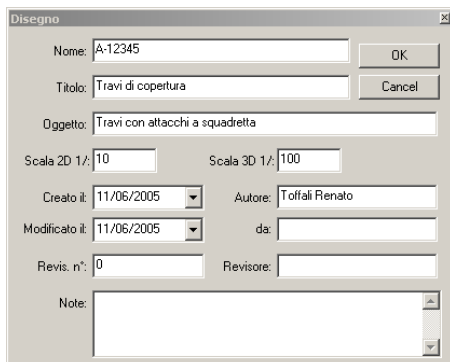 Disegno
Nome: A-12345
OK
Titolo: Travi di copertura
Cancel
Oggetto: Travi con attacchi a squadretta
Scala 2D 1/: 10 Scala 3D 1/: 100
Creato il: 11/06/2005 Autore: Toffali Renato
Modificato il: 11/06/2005 da:
Revis. n°: 0 Revisore:
Note: